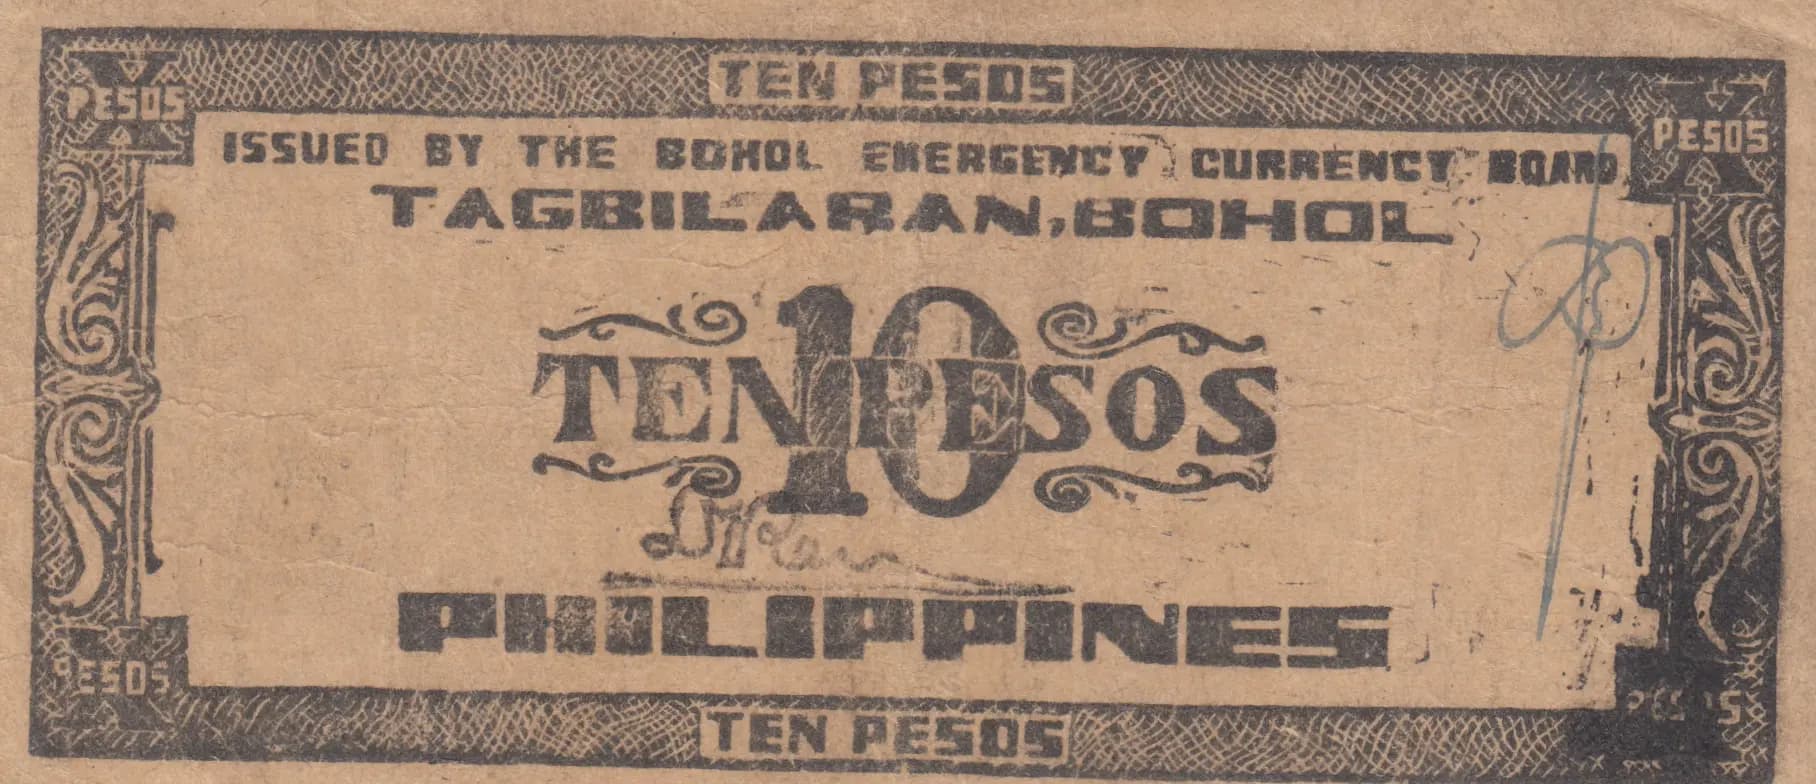 TEN PESOS
PESOS
PESOS
ISSUED BY THE BOHOL EMERGENCY CURRENCY BOARD
TAGBILARAN, BOHOL
10
TEN PESOS
PHILIPPINES
PESOS
PESOS
TEN PESOS